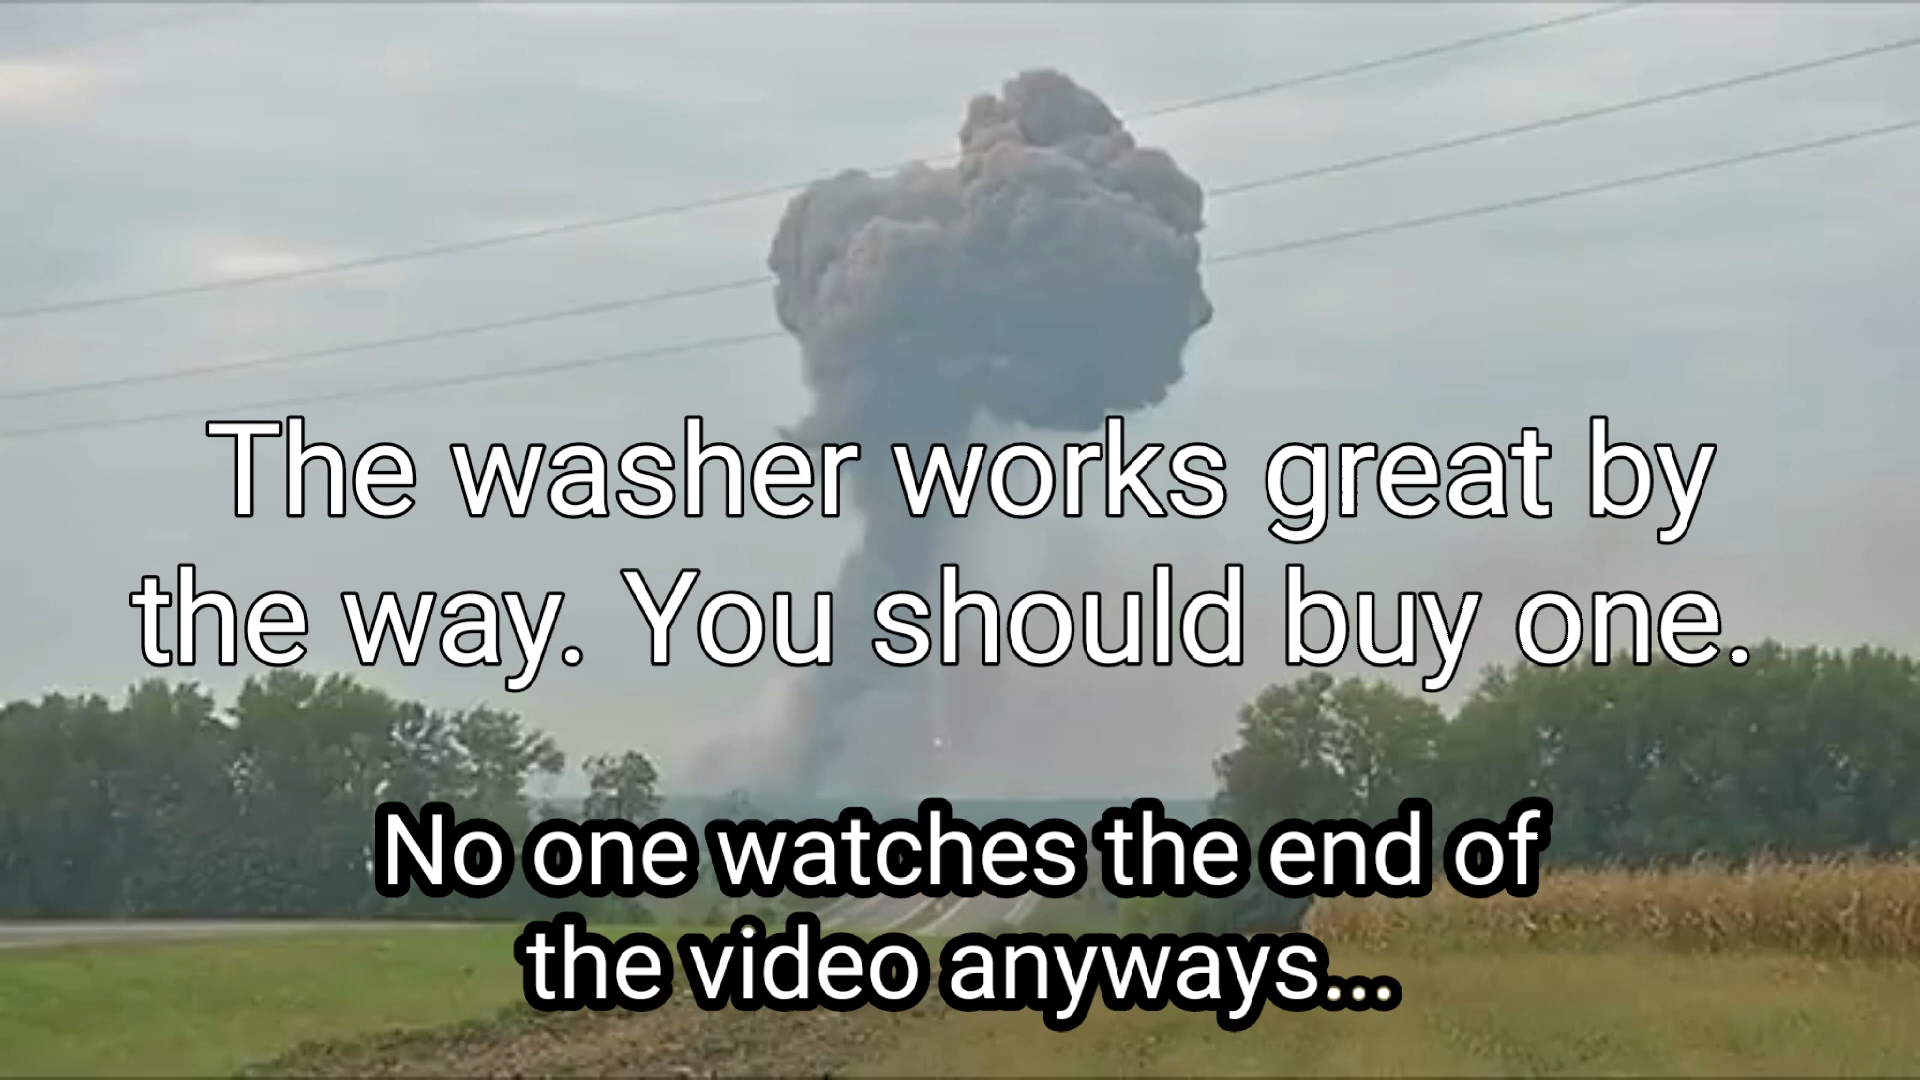 The washer works great by
the way. You should buy one.
No one watches the end of
the video anyways...